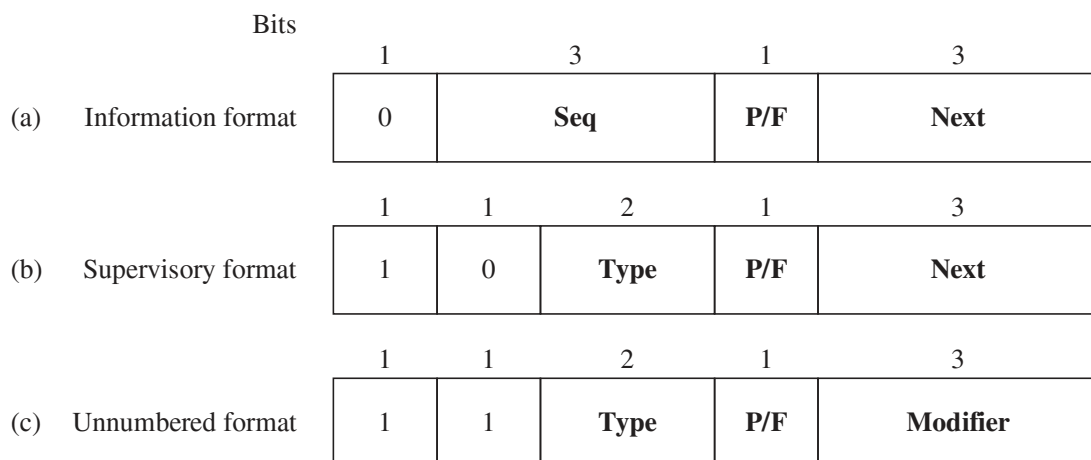 Bits
1 3 1 3
(a) Information format 0 Seq P/F Next
1 1 2 1 3
(b) Supervisory format 1 0 Type P/F Next
1 1 2 1 3
(c) Unnumbered format 1 1 Type P/F Modifier